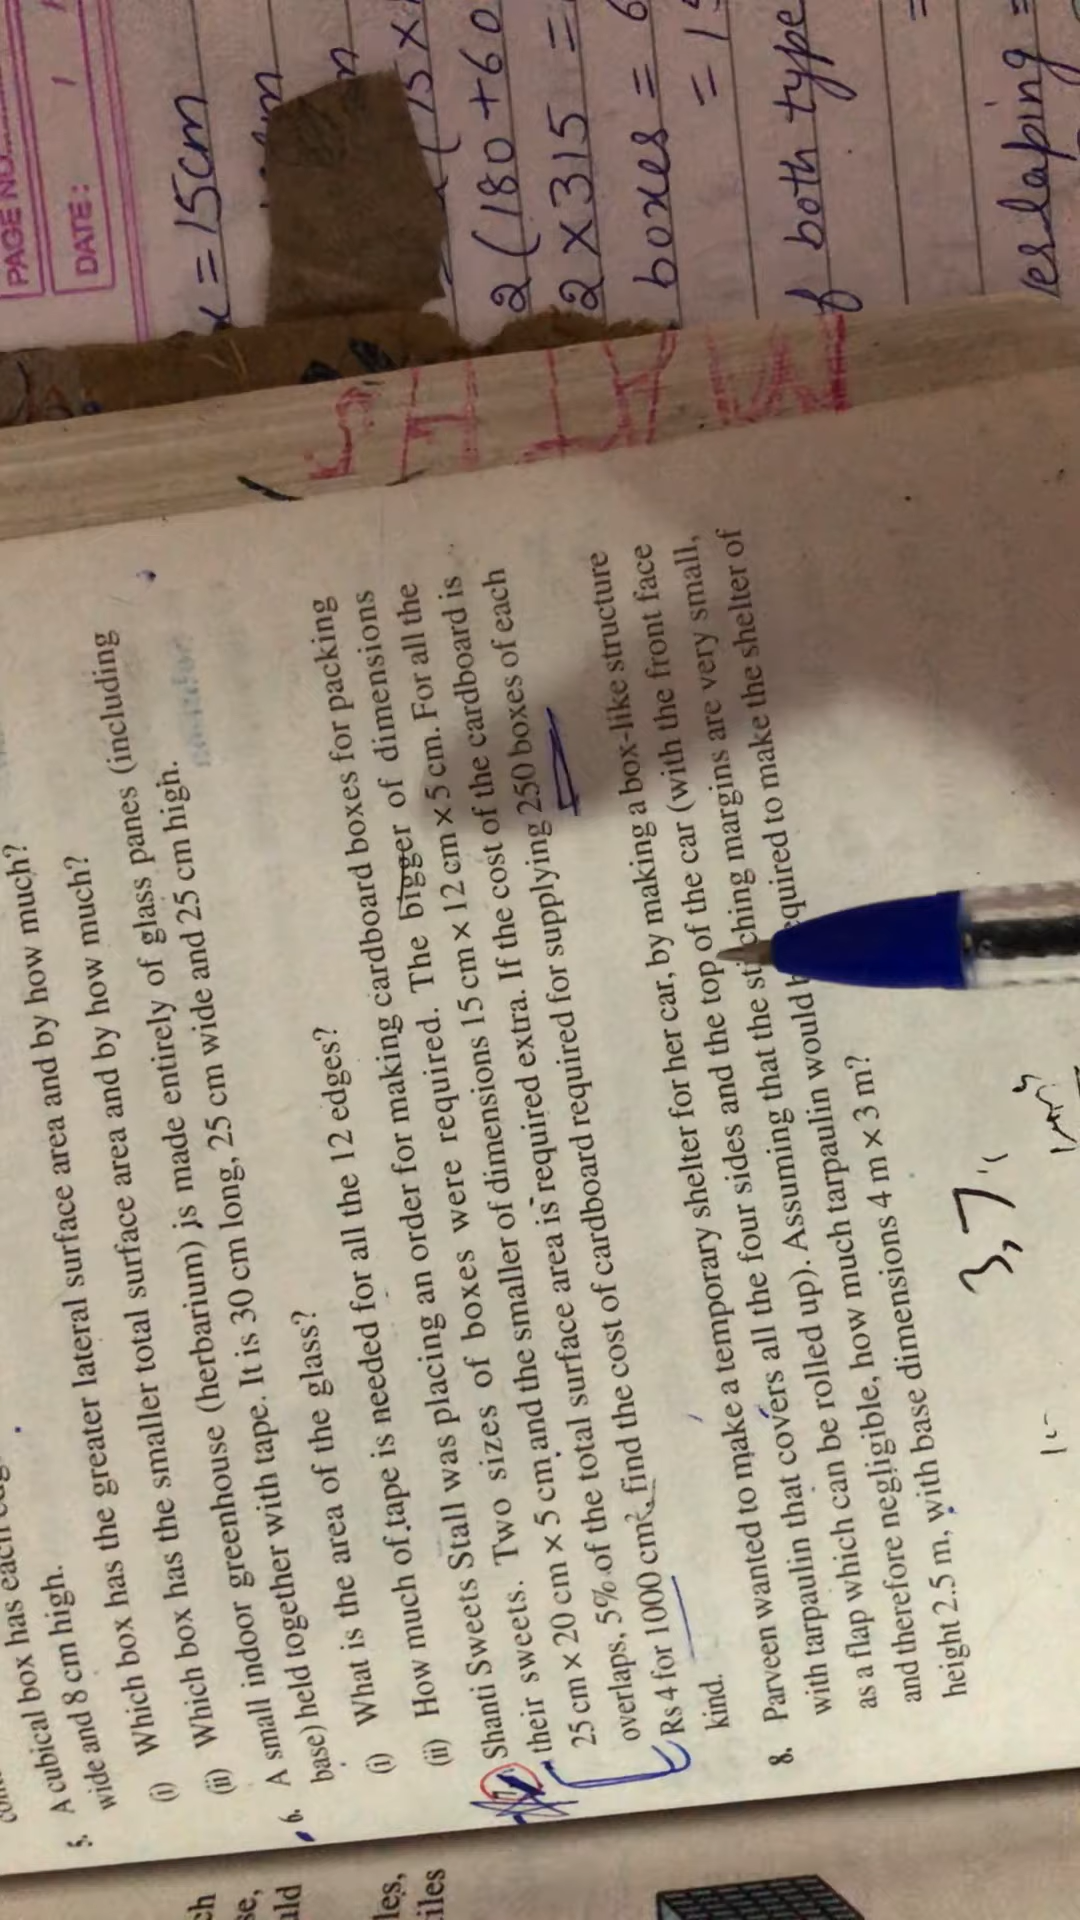 PAGE NO.
DATE:
x = 15cm
2(180 + 60
2 × 315 =
boxes = 6
= 15
f both type
erlaping =
box has each
5. A cubical box has each edg
wide and 8 cm high.
Which box has the greater lateral surface area and by how much?
(i) Which box has the smaller total surface area and by how much?
(ii)
6. A small indoor greenhouse (herbarium) is made entirely of glass panes (including
base) held together with tape. It is 30 cm long, 25 cm wide and 25 cm high.
(i) What is the area of the glass?
(ii) How much of tape is needed for all the 12 edges?
7. Shanti Sweets Stall was placing an order for making cardboard boxes for packing
their sweets. Two sizes of boxes were required. The bigger of dimensions
25 cm × 20 cm × 5 cm and the smaller of dimensions 15 cm × 12 cm × 5 cm. For all the
overlaps, 5% of the total surface area is required extra. If the cost of the cardboard is
Rs 4 for 1000 cm², find the cost of cardboard required for supplying 250 boxes of each
kind.
8. Parveen wanted to make a temporary shelter for her car, by making a box-like structure
with tarpaulin that covers all the four sides and the top of the car (with the front face
as a flap which can be rolled up). Assuming that the stitching margins are very small,
and therefore negligible, how much tarpaulin would be required to make the shelter of
height 2.5 m, with base dimensions 4 m × 3 m?
3, 7,
ch
se,
uld
les,
iles